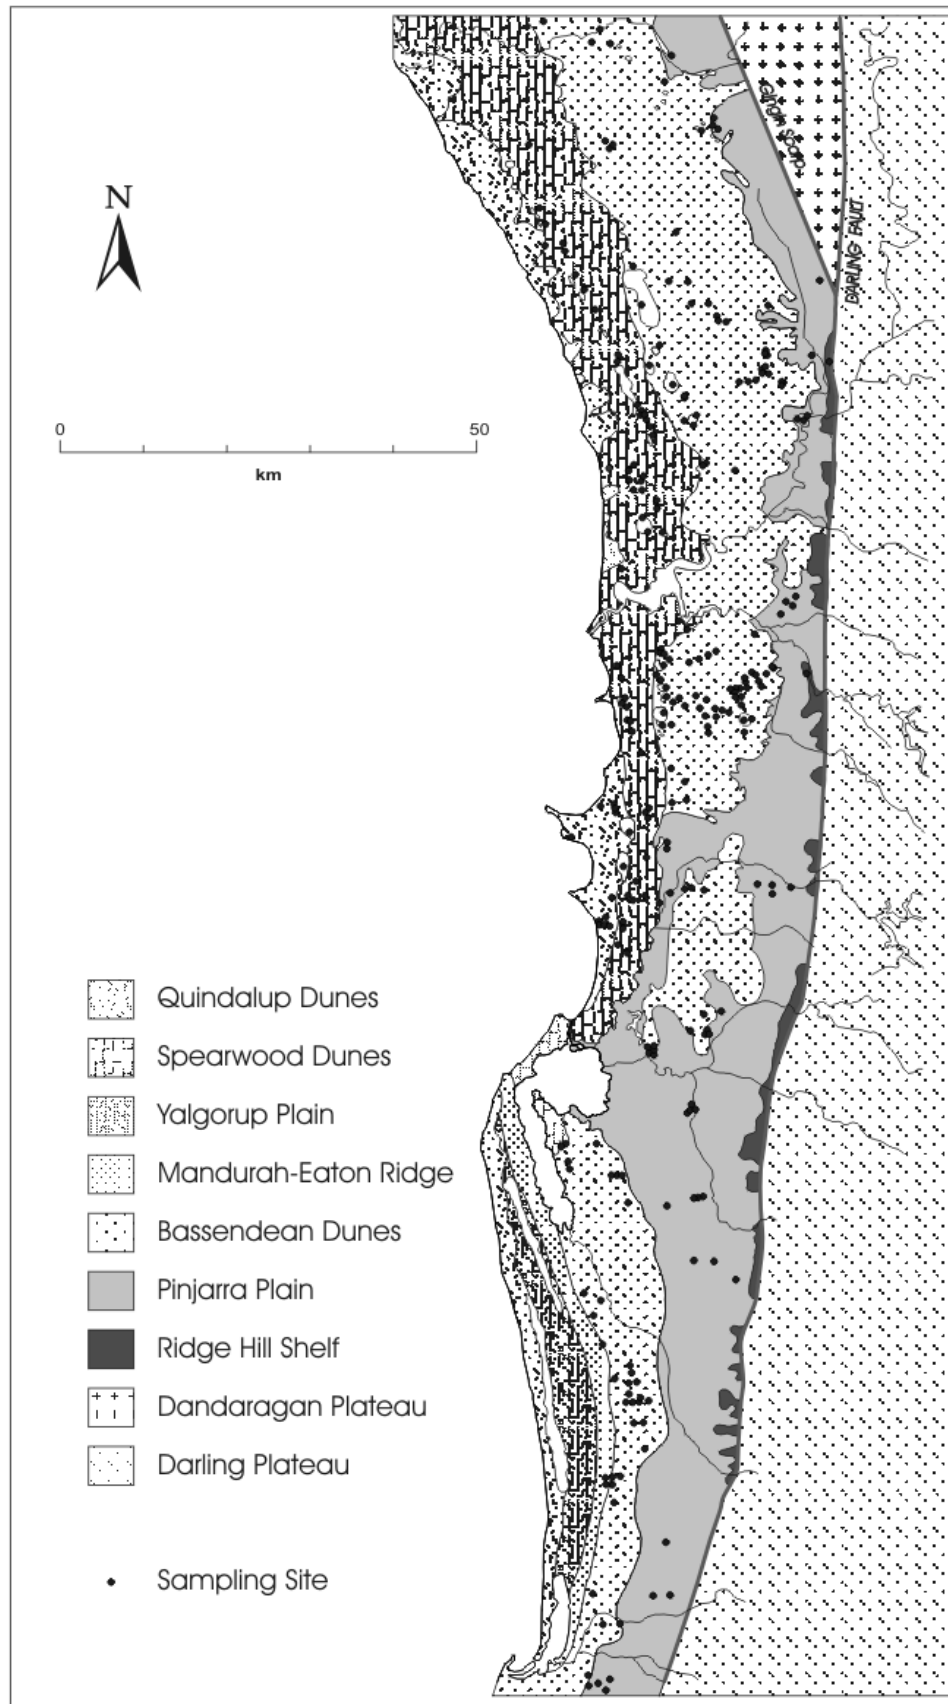 Gingin Scarp
N
DARLING FAULT
0 50
km
Quindalup Dunes
Spearwood Dunes
Yalgorup Plain
Mandurah-Eaton Ridge
Bassendean Dunes
Pinjarra Plain
Ridge Hill Shelf
Dandaragan Plateau
Darling Plateau
Sampling Site